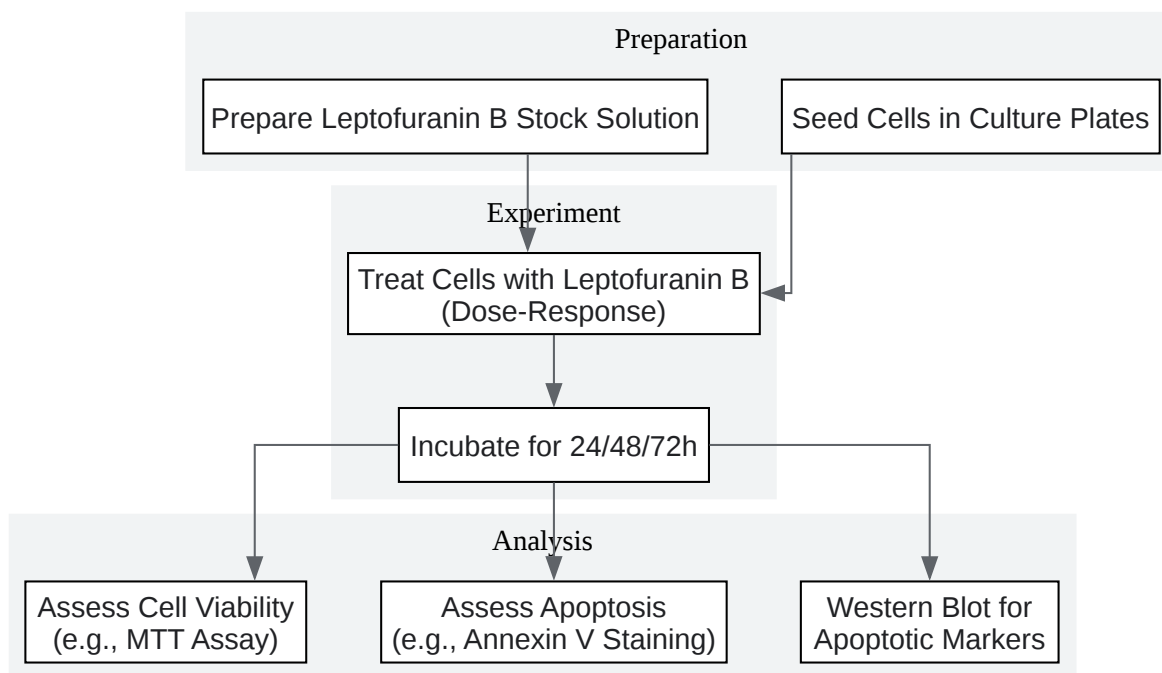 Preparation
Prepare Leptofuranin B Stock Solution
Seed Cells in Culture Plates
Experiment
Treat Cells with Leptofuranin B
(Dose-Response)
Incubate for 24/48/72h
Analysis
Assess Cell Viability
(e.g., MTT Assay)
Assess Apoptosis
(e.g., Annexin V Staining)
Western Blot for
Apoptotic Markers